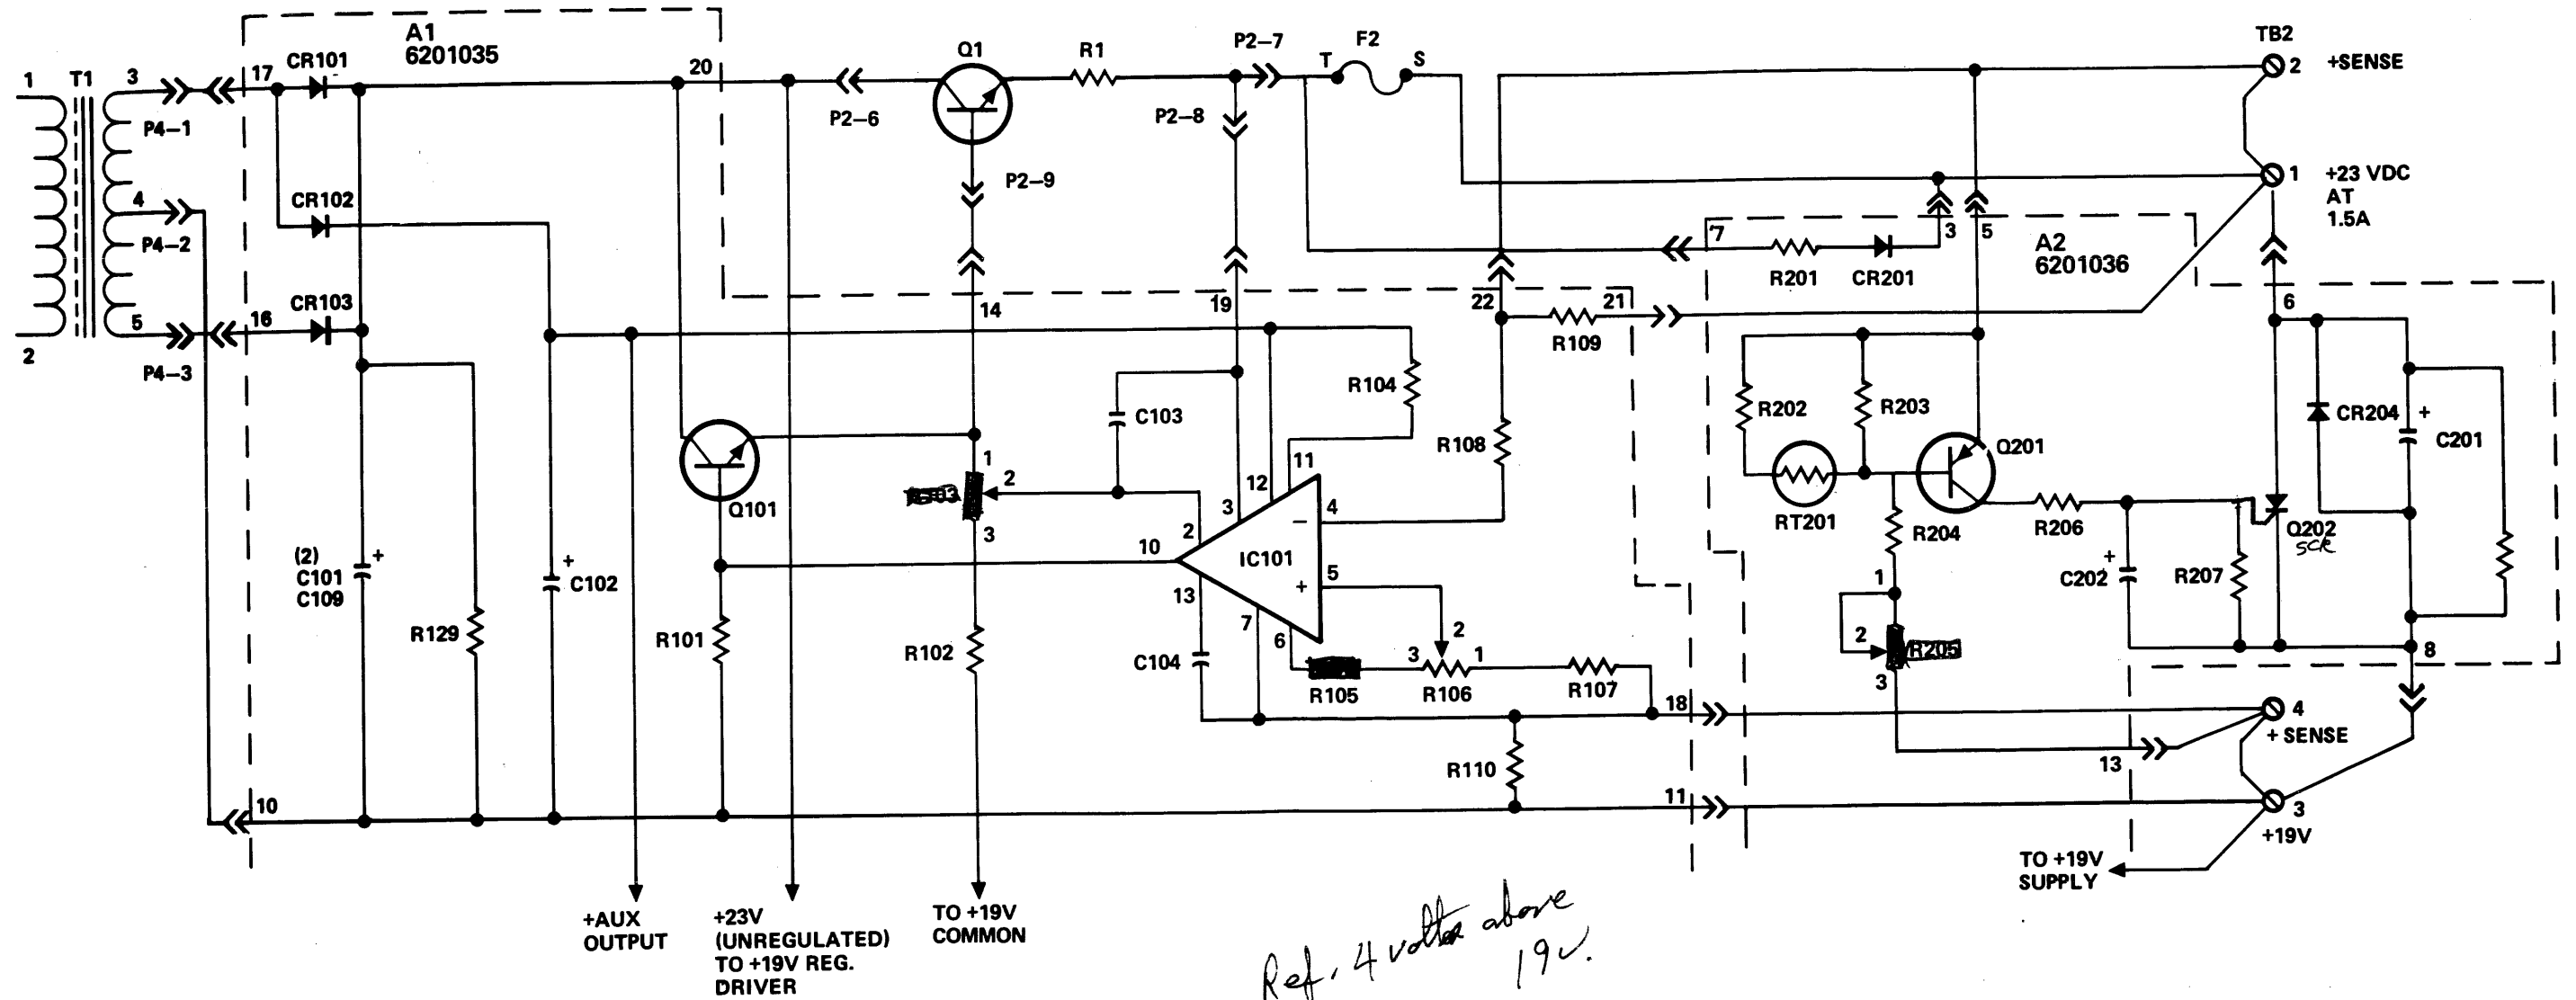 A1
6201035
CR101
17
20
Q1
R1
P2-7
F2
T
S
TB2
2
+SENSE
1
T1
3
P4-1
P2-6
P2-8
P2-9
1
+23 VDC
AT
1.5A
CR102
4
P4-2
7
3
5
A2
6201036
R201
CR201
CR103
16
5
2
P4-3
14
19
22
21
R109
6
R104
C103
R108
R202
R203
Q201
CR204
+
C201
Q101
1
2
3
12
11
4
3
2
−
IC101
10
5
+
13
7
6
RT201
R204
R206
Q202
SCR
(2)
C101
C109
+
+
C102
+
C202
R207
R129
R101
R102
C104
R105
3
2
1
R106
R107
1
2
R205
3
8
18
4
+ SENSE
R110
13
10
11
3
+19V
TO +19V
SUPPLY
+AUX
OUTPUT
+23V
(UNREGULATED)
TO +19V REG.
DRIVER
TO +19V
COMMON
Ref. 4 volts above
19v.